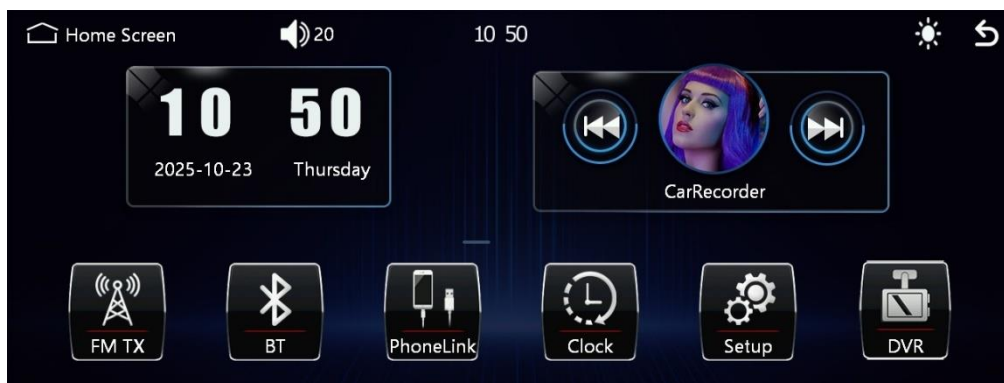 Home Screen 20 10 50
10 50
2025-10-23 Thursday
CarRecorder
FM TX BT PhoneLink Clock Setup DVR